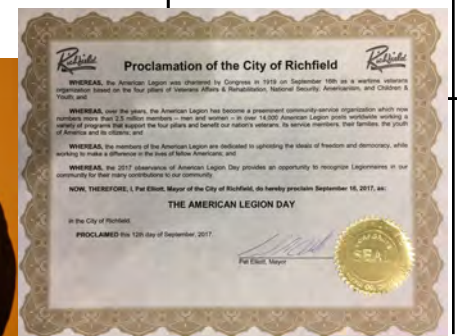 Richfield Proclamation of the City of Richfield Richfield
WHEREAS, the American Legion was chartered by Congress in 1919 on September 16th as a wartime veterans
organization based on the four pillars of Veterans Affairs & Rehabilitation, National Security, Americanism, and Children &
Youth; and
WHEREAS, over the years, the American Legion has become a preeminent community-service organization which now
numbers more than 2.5 million members – men and women – in over 14,000 American Legion posts worldwide working a
variety of programs that support the four pillars and benefit our nation's veterans, its service members, their families, the youth
of America and its citizens; and
WHEREAS, the members of the American Legion are dedicated to upholding the ideals of freedom and democracy, while
working to make a difference in the lives of fellow Americans; and
WHEREAS, the 2017 observance of American Legion Day provides an opportunity to recognize Legionnaires in our
community for their many contributions to our community.
NOW, THEREFORE, I, Pat Elliott, Mayor of the City of Richfield, do hereby proclaim September 16, 2017, as:
THE AMERICAN LEGION DAY
in the City of Richfield.
PROCLAIMED this 12th day of September, 2017.
Pat Elliott, Mayor
SEAL